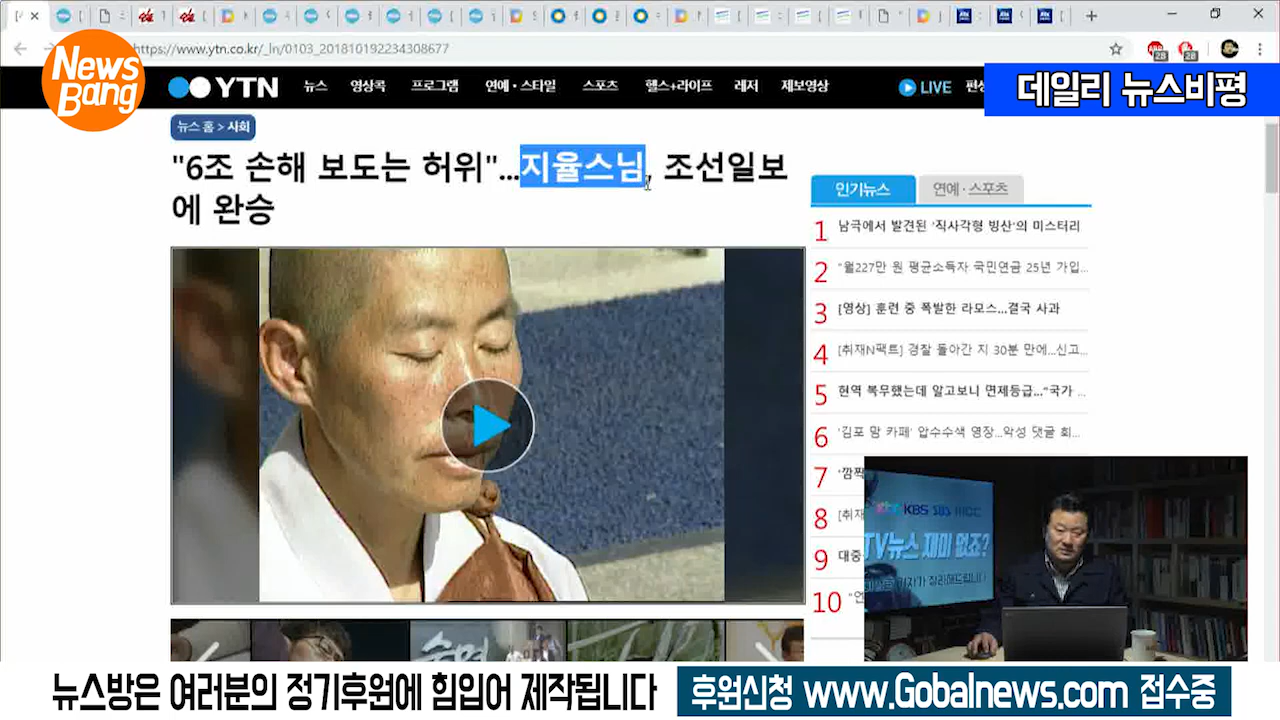 https://www.ytn.co.kr/_ln/0103_201810192234308677
News
Bang
YTN
뉴스 영상콕 프로그램 연예·스타일 스포츠 헬스+라이프 레저 제보영상
LIVE
데일리 뉴스비평
뉴스 홈 > 사회
"6조 손해 보도는 허위"...지율스님, 조선일보
에 완승
인기뉴스 연예·스포츠
1 남극에서 발견된 '직사각형 빙산'의 미스터리
2 "월227만 원 평균소득자 국민연금 25년 가입...
3 [영상] 훈련 중 폭발한 라모스...결국 사과
4 [취재N팩트] 경찰 돌아간 지 30분 만에...신고...
5 현역 복무했는데 알고보니 면제등급..."국가 ...
6 '김포 맘 카페' 압수수색 영장...악성 댓글 회...
7
8 [취재
9 대중
10
KBS SBS MBC
TV뉴스 재미 없죠?
뉴스방은 여러분의 정기후원에 힘입어 제작됩니다
후원신청 www.Gobalnews.com 접수중